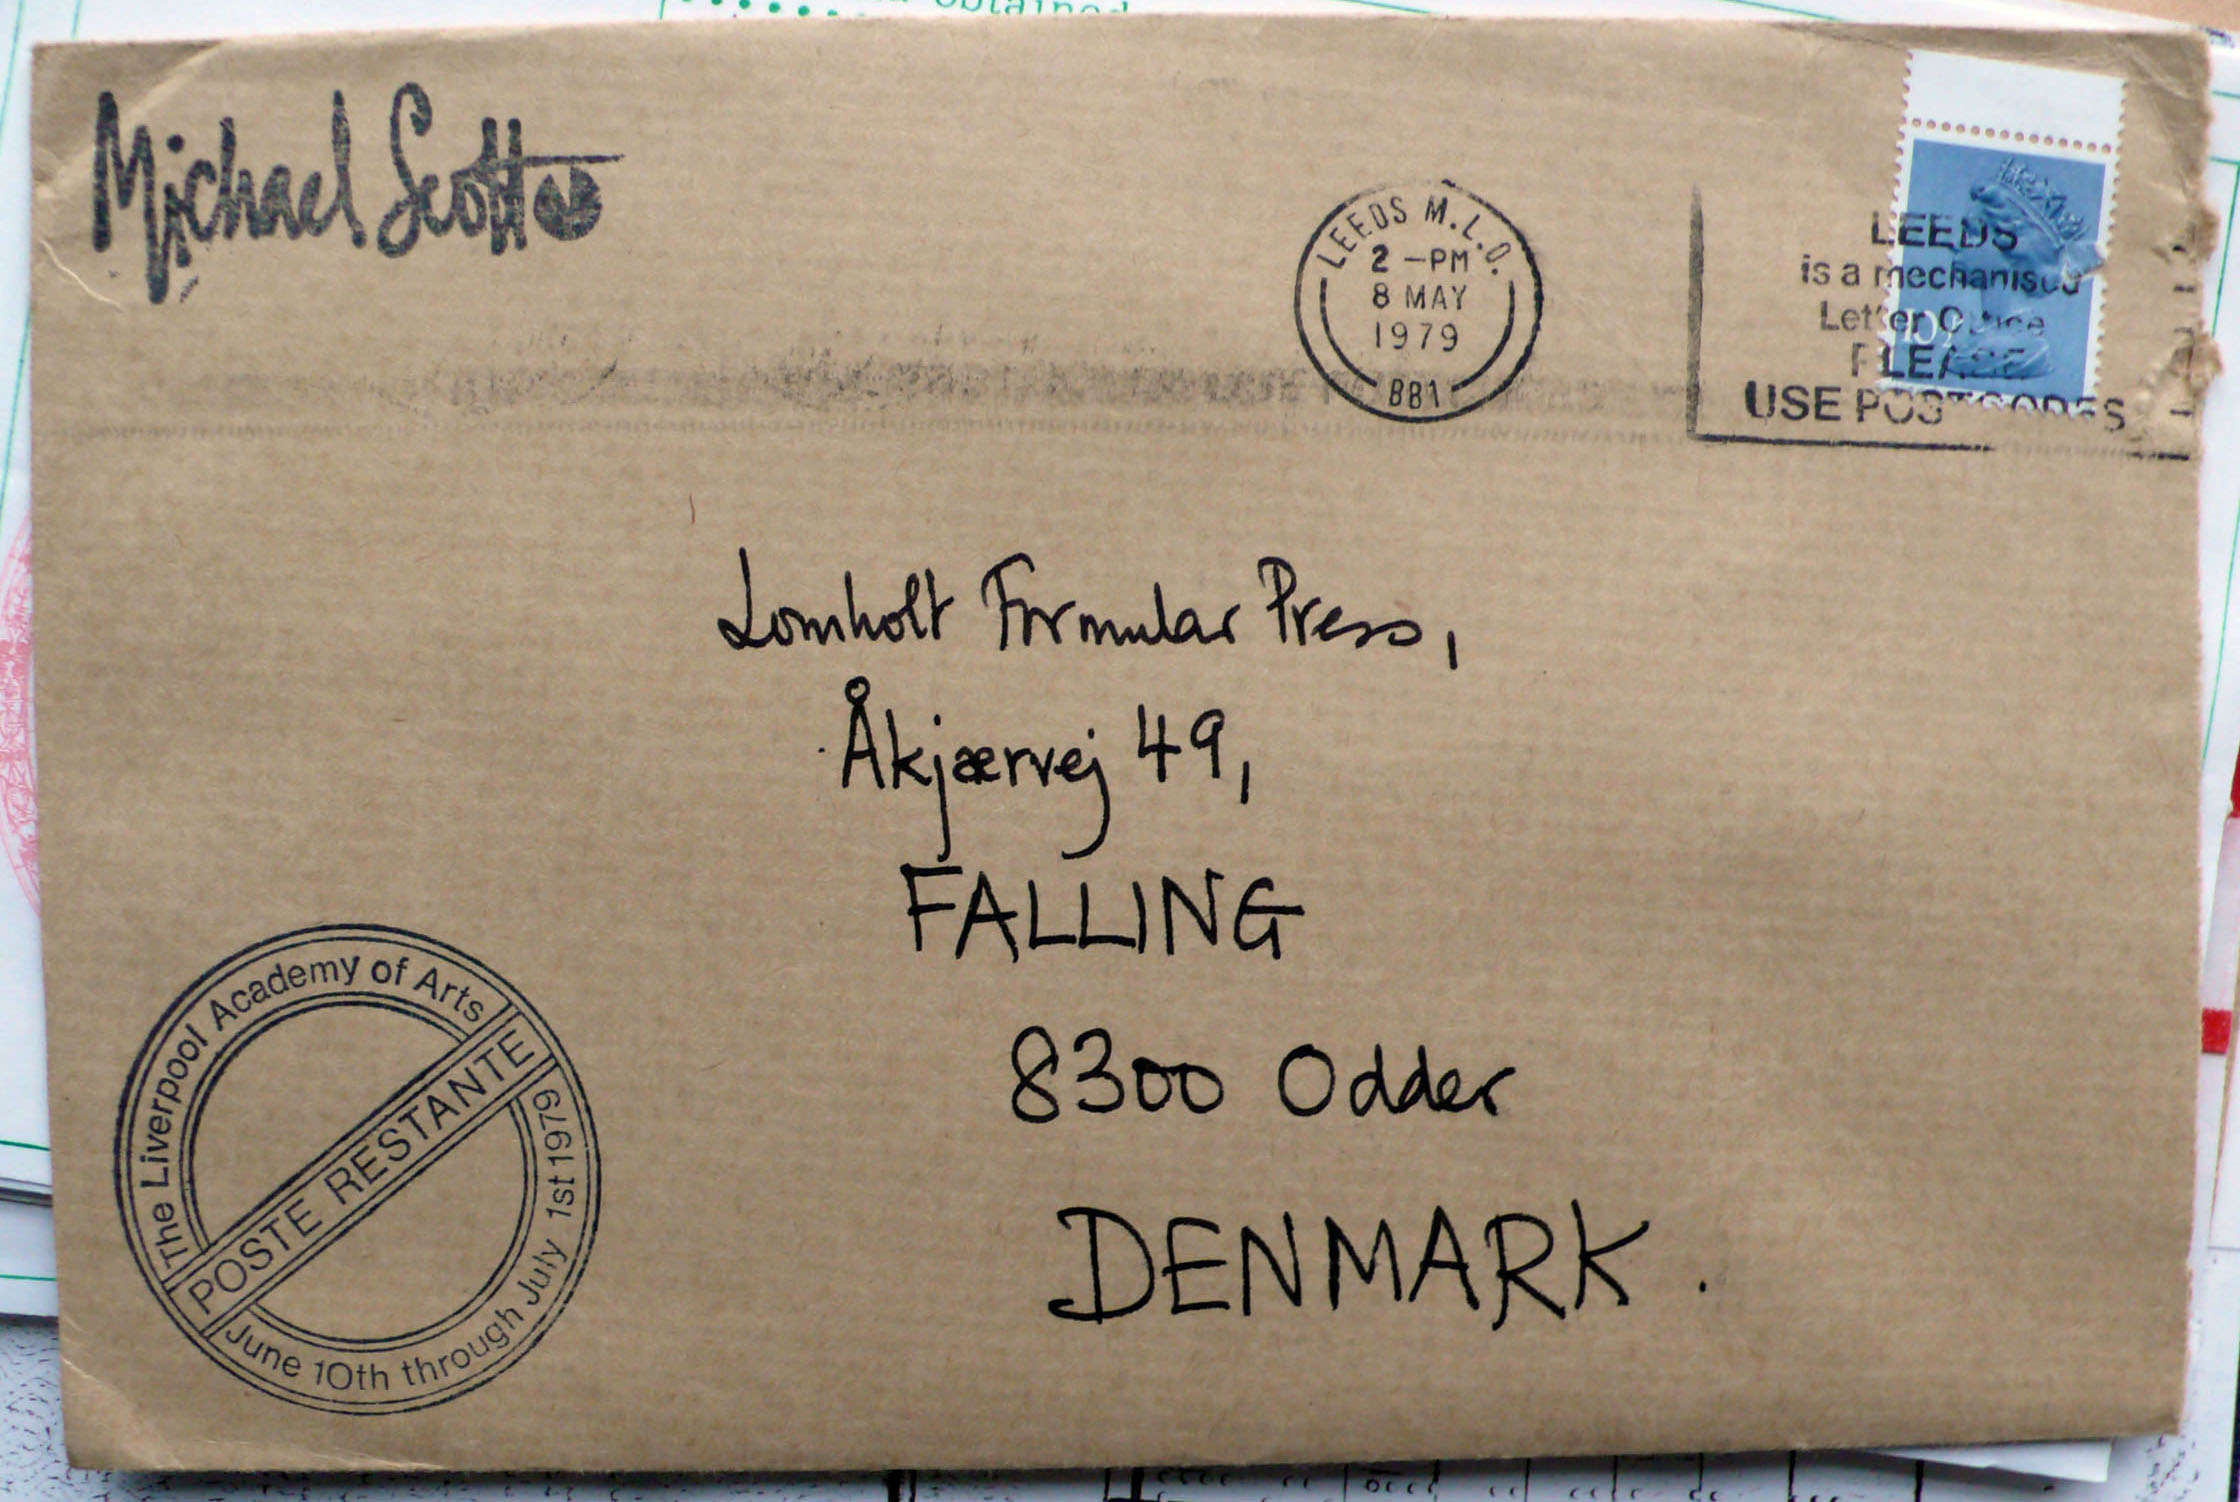 obtained
Michael Scott
LEEDS M.L.O.
2 -PM
8 MAY
1979
BB1
LEEDS
is a mechanised
Letter Office
PLEASE
USE POSTCODES
Lomholt Formular Press,
Åkjærvej 49,
FALLING
8300 Odder
DENMARK.
The Liverpool Academy of Arts
POSTE RESTANTE
June 10th through July 1st 1979